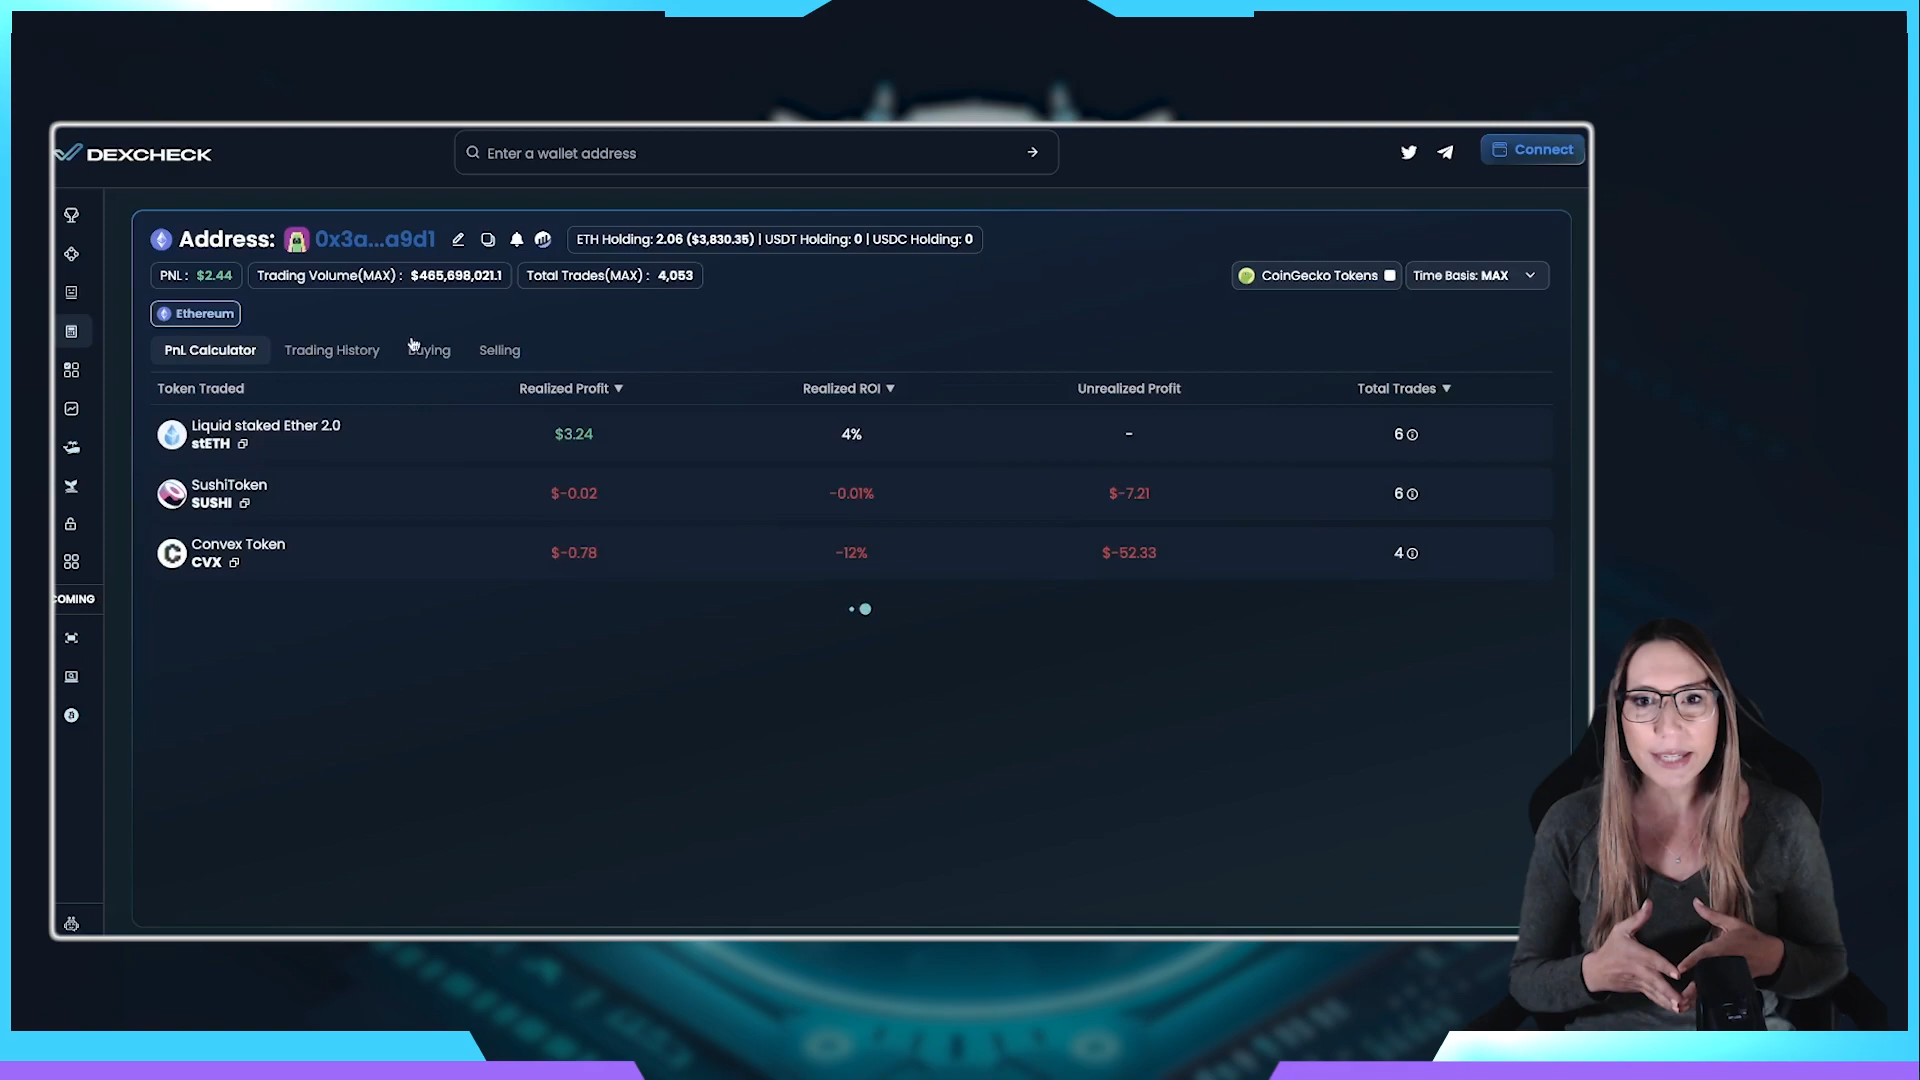 DEXCHECK
Enter a wallet address
Connect
Address: 0x3a...a9d1
ETH Holding: 2.06 ($3,830.35) | USDT Holding: 0 | USDC Holding: 0
PNL: $2.44
Trading Volume(MAX) : $465,698,021.1
Total Trades(MAX) : 4,053
CoinGecko Tokens
Time Basis: MAX
Ethereum
PnL Calculator
Trading History
Buying
Selling
Token Traded
Realized Profit ▼
Realized ROI ▼
Unrealized Profit
Total Trades ▼
Liquid staked Ether 2.0
stETH
$3.24
4%
-
6
SushiToken
SUSHI
$-0.02
-0.01%
$-7.21
6
Convex Token
CVX
$-0.78
-12%
$-52.33
4
COMING